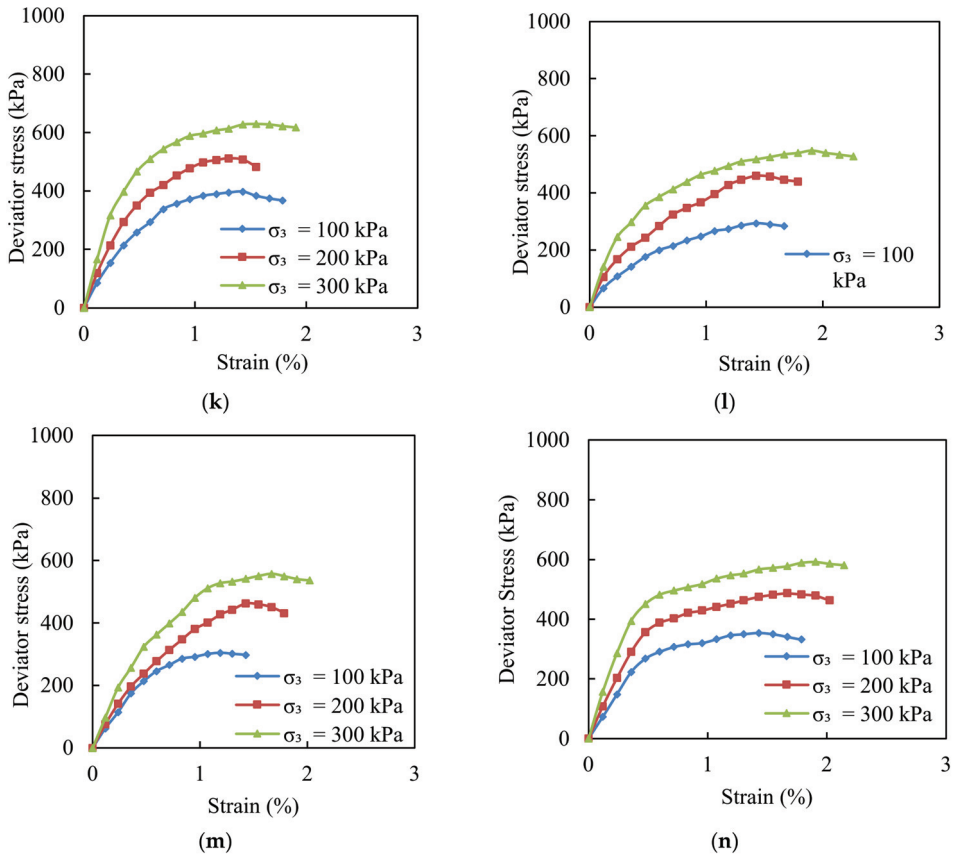 1000
800
600
400
200
0
Deviator stress (kPa)
σ₃ = 100 kPa
σ₃ = 200 kPa
σ₃ = 300 kPa
0 1 2 3
Strain (%)
(k)
1000
800
600
400
200
0
Deviator stress (kPa)
σ₃ = 100
kPa
0 1 2 3
Strain (%)
(l)
1000
800
600
400
200
0
Deviator stress (kPa)
σ₃ = 100 kPa
σ₃ = 200 kPa
σ₃ = 300 kPa
0 1 2 3
Strain (%)
(m)
1000
800
600
400
200
0
Deviator Stress (kPa)
σ₃ = 100 kPa
σ₃ = 200 kPa
σ₃ = 300 kPa
0 1 2 3
Strain (%)
(n)